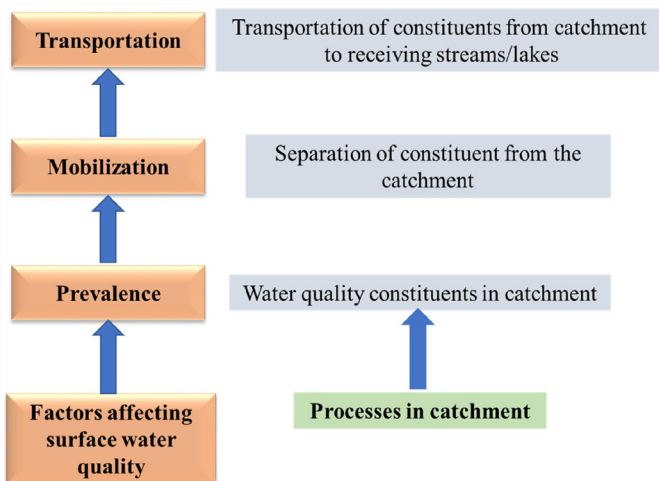 Transportation
Transportation of constituents from catchment
to receiving streams/lakes
Mobilization
Separation of constituent from the
catchment
Prevalence
Water quality constituents in catchment
Factors affecting
surface water
quality
Processes in catchment